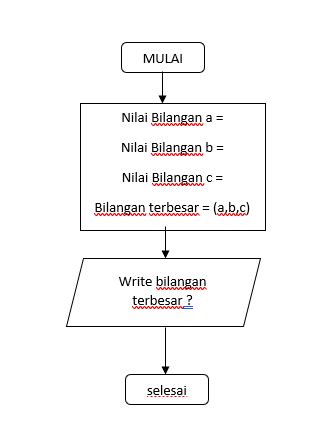 MULAI
Nilai Bilangan a =
Nilai Bilangan b =
Nilai Bilangan c =
Bilangan terbesar = (a,b,c)
Write bilangan
terbesar ?
selesai